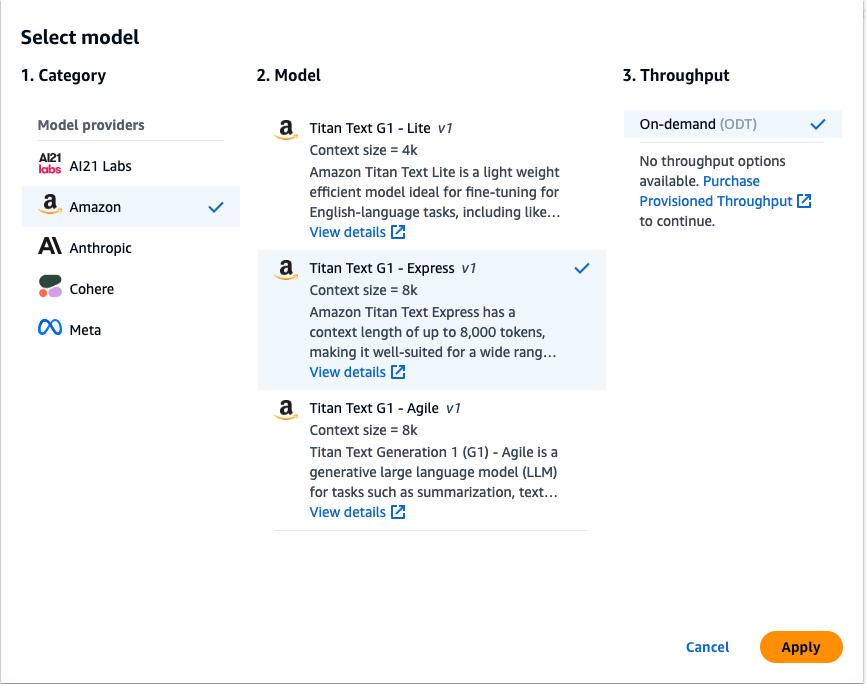 Select model
1. Category
2. Model
3. Throughput
Model providers
AI21 labs
AI21 Labs
a
Amazon
Anthropic
Cohere
Meta
a
Titan Text G1 - Lite v1
Context size = 4k
Amazon Titan Text Lite is a light weight
efficient model ideal for fine-tuning for
English-language tasks, including like...
View details
a
Titan Text G1 - Express v1
Context size = 8k
Amazon Titan Text Express has a
context length of up to 8,000 tokens,
making it well-suited for a wide rang...
View details
a
Titan Text G1 - Agile v1
Context size = 8k
Titan Text Generation 1 (G1) - Agile is a
generative large language model (LLM)
for tasks such as summarization, text...
View details
On-demand (ODT)
No throughput options
available. Purchase
Provisioned Throughput
to continue.
Cancel
Apply